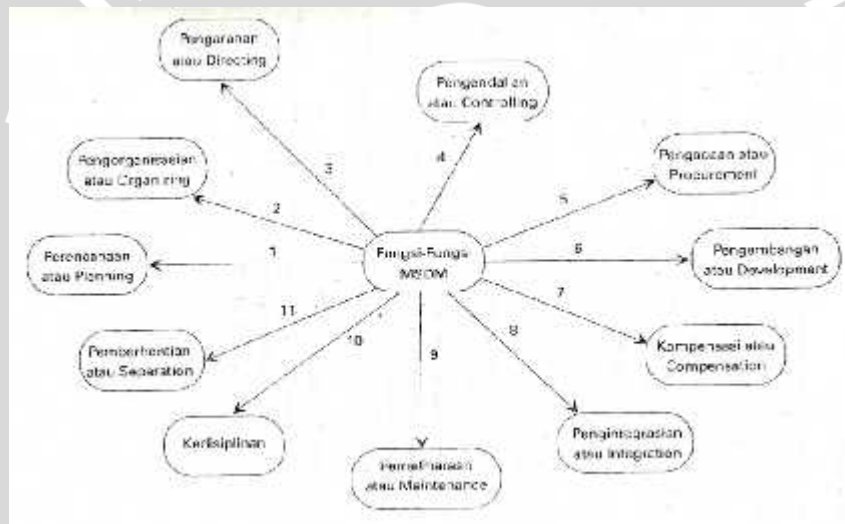 Pengarahan
atau Directing
Pengendalian
atau Controlling
Pengorganisasian
atau Organizing
Pengadaan atau
Procurement
3
4
5
2
Fungsi-Fungsi
MSDM
Perencanaan
atau Planning
1
6
Pengembangan
atau Development
7
11
10
9
8
Pemberhentian
atau Separation
Kompensasi atau
Compensation
Kedisiplinan
Pengintegrasian
atau Integration
Pemeliharaan
atau Maintenance